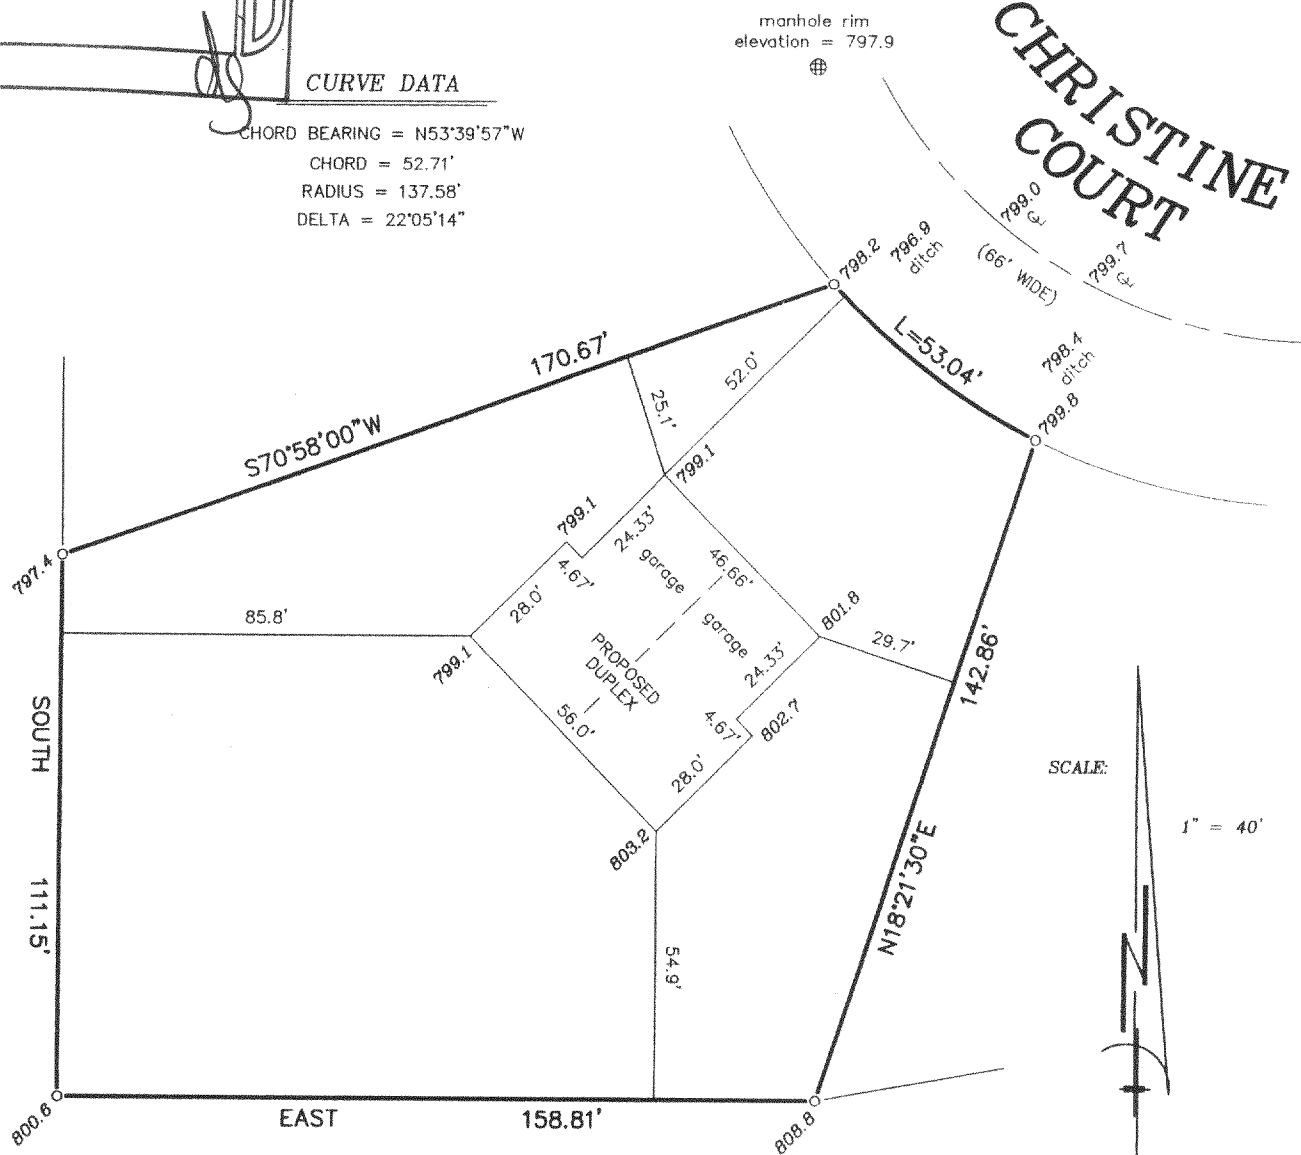 manhole rim
elevation = 797.9
CHRISTINE
COURT
CURVE DATA
CHORD BEARING = N53°39'57"W
CHORD = 52.71'
RADIUS = 137.58'
DELTA = 22°05'14"
799.0
799.7
(66' WIDE)
796.9
ditch
798.2
L=53.04'
798.4
ditch
799.8
170.67'
S70°58'00"W
25.1'
52.0'
799.1
797.4
799.1
24.33'
garage
46.66'
4.67'
28.0'
85.8'
799.1
garage
801.8
29.7'
PROPOSED
DUPLEX
24.33'
142.86'
56.0'
4.67'
802.7
28.0'
803.2
SOUTH
111.15'
N18°21'30"E
54.9'
SCALE:
1" = 40'
N
800.6
EAST
158.81'
808.8